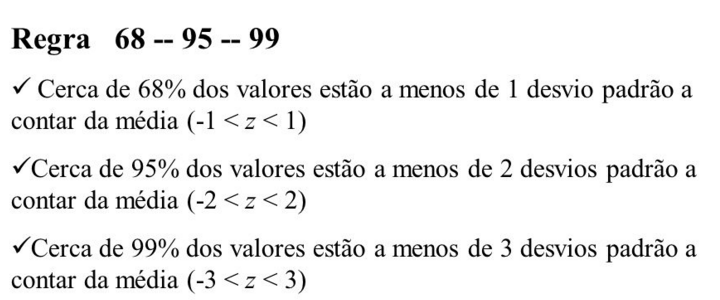 Regra 68 -- 95 -- 99
✓ Cerca de 68% dos valores estão a menos de 1 desvio padrão a
contar da média (-1 < z < 1)
✓Cerca de 95% dos valores estão a menos de 2 desvios padrão a
contar da média (-2 < z < 2)
✓Cerca de 99% dos valores estão a menos de 3 desvios padrão a
contar da média (-3 < z < 3)